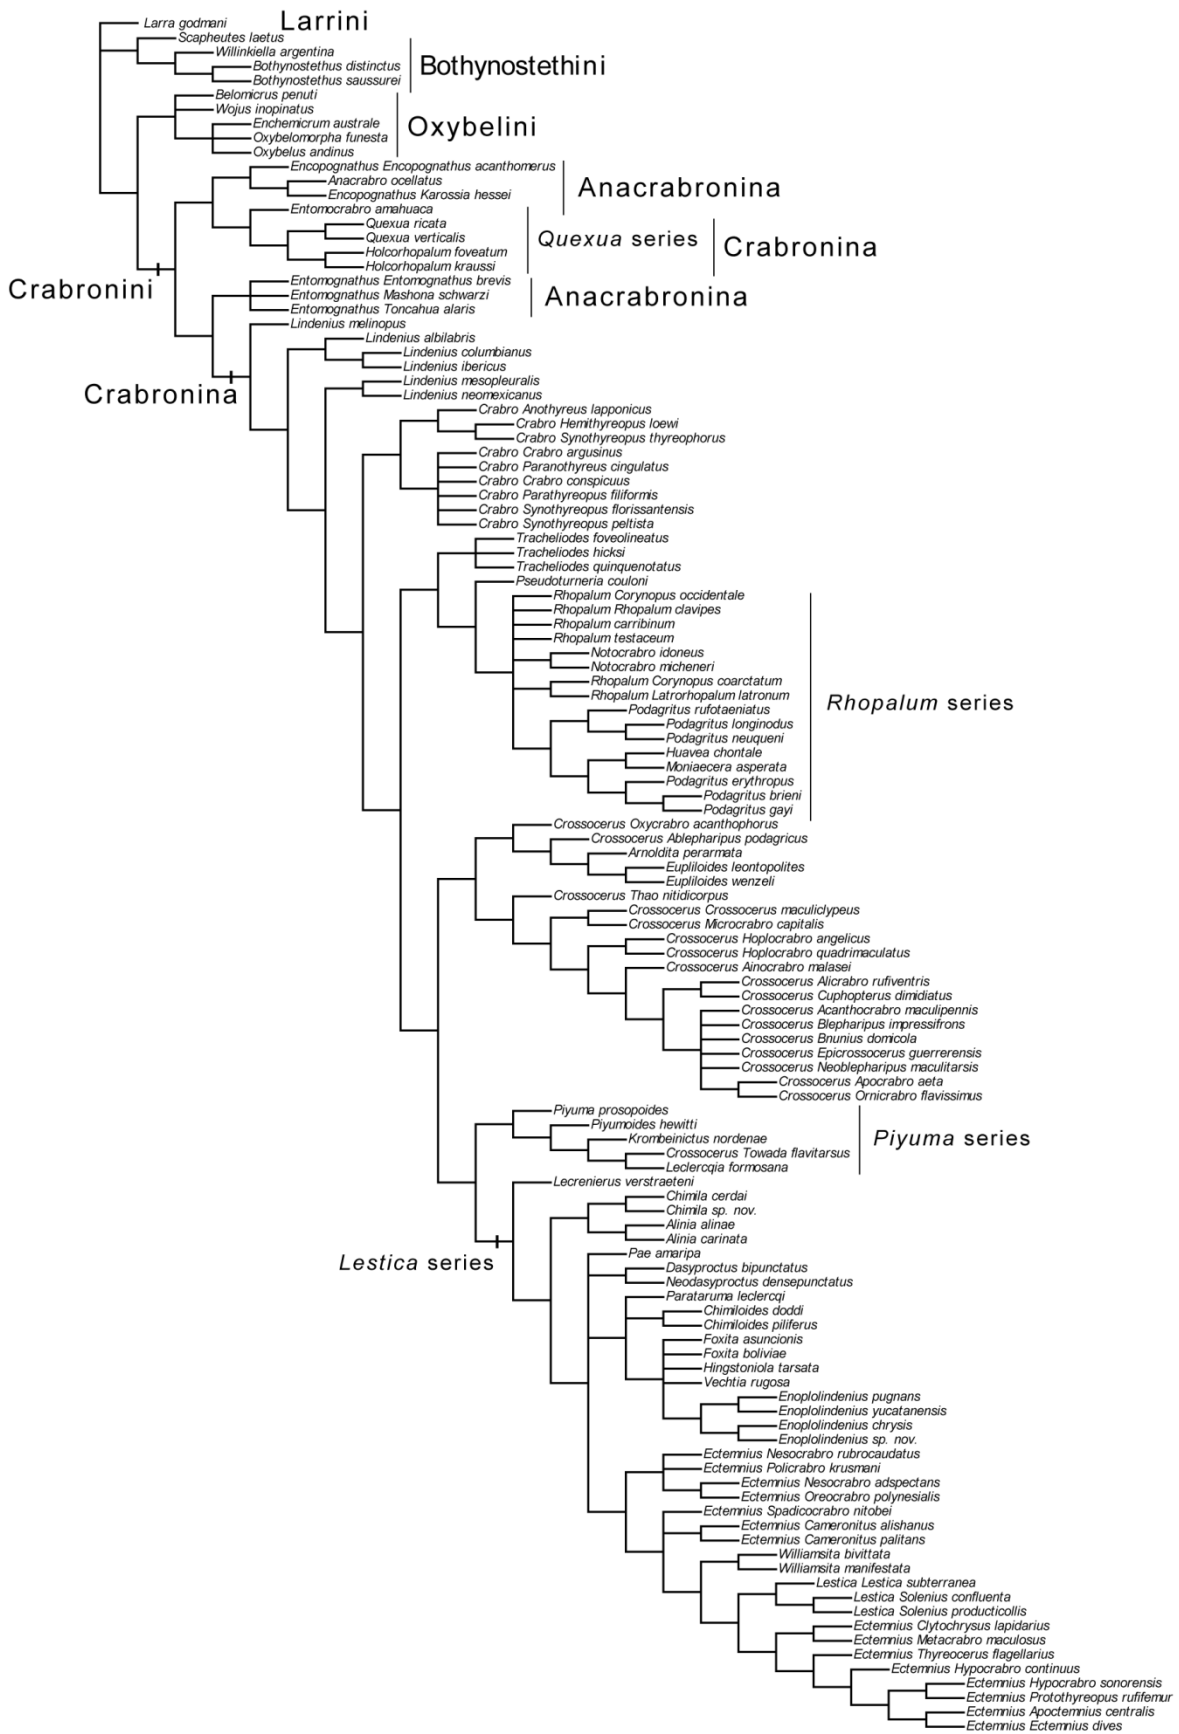 Larra godmani
Larrini
Scapheutes laetus
Willinkiella argentina
Bothynostethus distinctus
Bothynostethus saussurei
Bothynostethini
Belomicrus penuti
Wojus inopinatus
Enchemicrum australe
Oxybelomorpha funesta
Oxybelus andinus
Oxybelini
Encopognathus Encopognathus acanthomerus
Anacrabro ocellatus
Encopognathus Karossia hessei
Anacrabronina
Entomocrabro amahuaca
Quexua ricata
Quexua verticalis
Holcorhopalum foveatum
Holcorhopalum kraussi
Quexua series
Crabronina
Crabronini
Entomognathus Entomognathus brevis
Entomognathus Mashona schwarzi
Entomognathus Toncahua alaris
Anacrabronina
Lindenius melinopus
Lindenius albilabris
Lindenius columbianus
Lindenius ibericus
Crabronina
Lindenius mesopleuralis
Lindenius neomexicanus
Crabro Anothyreus lapponicus
Crabro Hemithyreopus loewi
Crabro Synothyreopus thyreophorus
Crabro Crabro argusinus
Crabro Paranothyreus cingulatus
Crabro Crabro conspicuus
Crabro Parathyreopus filiformis
Crabro Synothyreopus florissantensis
Crabro Synothyreopus peltista
Tracheliodes foveolineatus
Tracheliodes hicksi
Tracheliodes quinquenotatus
Pseudoturneria couloni
Rhopalum Corynopus occidentale
Rhopalum Rhopalum clavipes
Rhopalum carribinum
Rhopalum testaceum
Notocrabro idoneus
Notocrabro micheneri
Rhopalum Corynopus coarctatum
Rhopalum Latrorhopalum latronum
Rhopalum series
Podagritus rufotaeniatus
Podagritus longinodus
Podagritus neuqueni
Huavea chontale
Moniaecera asperata
Podagritus erythropus
Podagritus brieni
Podagritus gayi
Crossocerus Oxycrabro acanthophorus
Crossocerus Ablepharipus podagricus
Arnoldita perarmata
Eupliloides leontopolites
Eupliloides wenzeli
Crossocerus Thao nitidicorpus
Crossocerus Crossocerus maculiclypeus
Crossocerus Microcrabro capitalis
Crossocerus Hoplocrabro angelicus
Crossocerus Hoplocrabro quadrimaculatus
Crossocerus Ainocrabro malasei
Crossocerus Alicrabro rufiventris
Crossocerus Cuphopterus dimidiatus
Crossocerus Acanthocrabro maculipennis
Crossocerus Blepharipus impressifrons
Crossocerus Bnunius domicola
Crossocerus Epicrossocerus guerrerensis
Crossocerus Neoblepharipus maculitarsis
Crossocerus Apocrabro aeta
Crossocerus Ornicrabro flavissimus
Piyuma prosopoides
Piyumoides hewitti
Krombeinictus nordenae
Crossocerus Towada flavitarsus
Leclercqia formosana
Piyuma series
Lecrenierus verstraeteni
Chimila cerdai
Chimila sp. nov.
Alinia alinae
Alinia carinata
Lestica series
Pae amaripa
Dasyproctus bipunctatus
Neodasyproctus densepunctatus
Parataruma leclercqi
Chimiloides doddi
Chimiloides piliferus
Foxita asuncionis
Foxita boliviae
Hingstoniola tarsata
Vechtia rugosa
Enoplolindenius pugnans
Enoplolindenius yucatanensis
Enoplolindenius chrysis
Enoplolindenius sp. nov.
Ectemnius Nesocrabro rubrocaudatus
Ectemnius Policrabro krusmani
Ectemnius Nesocrabro adspectans
Ectemnius Oreocrabro polynesialis
Ectemnius Spadicocrabro nitobei
Ectemnius Cameronitus alishanus
Ectemnius Cameronitus palitans
Williamsita bivittata
Williamsita manifestata
Lestica Lestica subterranea
Lestica Solenius confluenta
Lestica Solenius producticollis
Ectemnius Clytochrysus lapidarius
Ectemnius Metacrabro maculosus
Ectemnius Thyreocerus flagellarius
Ectemnius Hypocrabro continuus
Ectemnius Hypocrabro sonorensis
Ectemnius Protothyreopus rufifemur
Ectemnius Apoctemnius centralis
Ectemnius Ectemnius dives